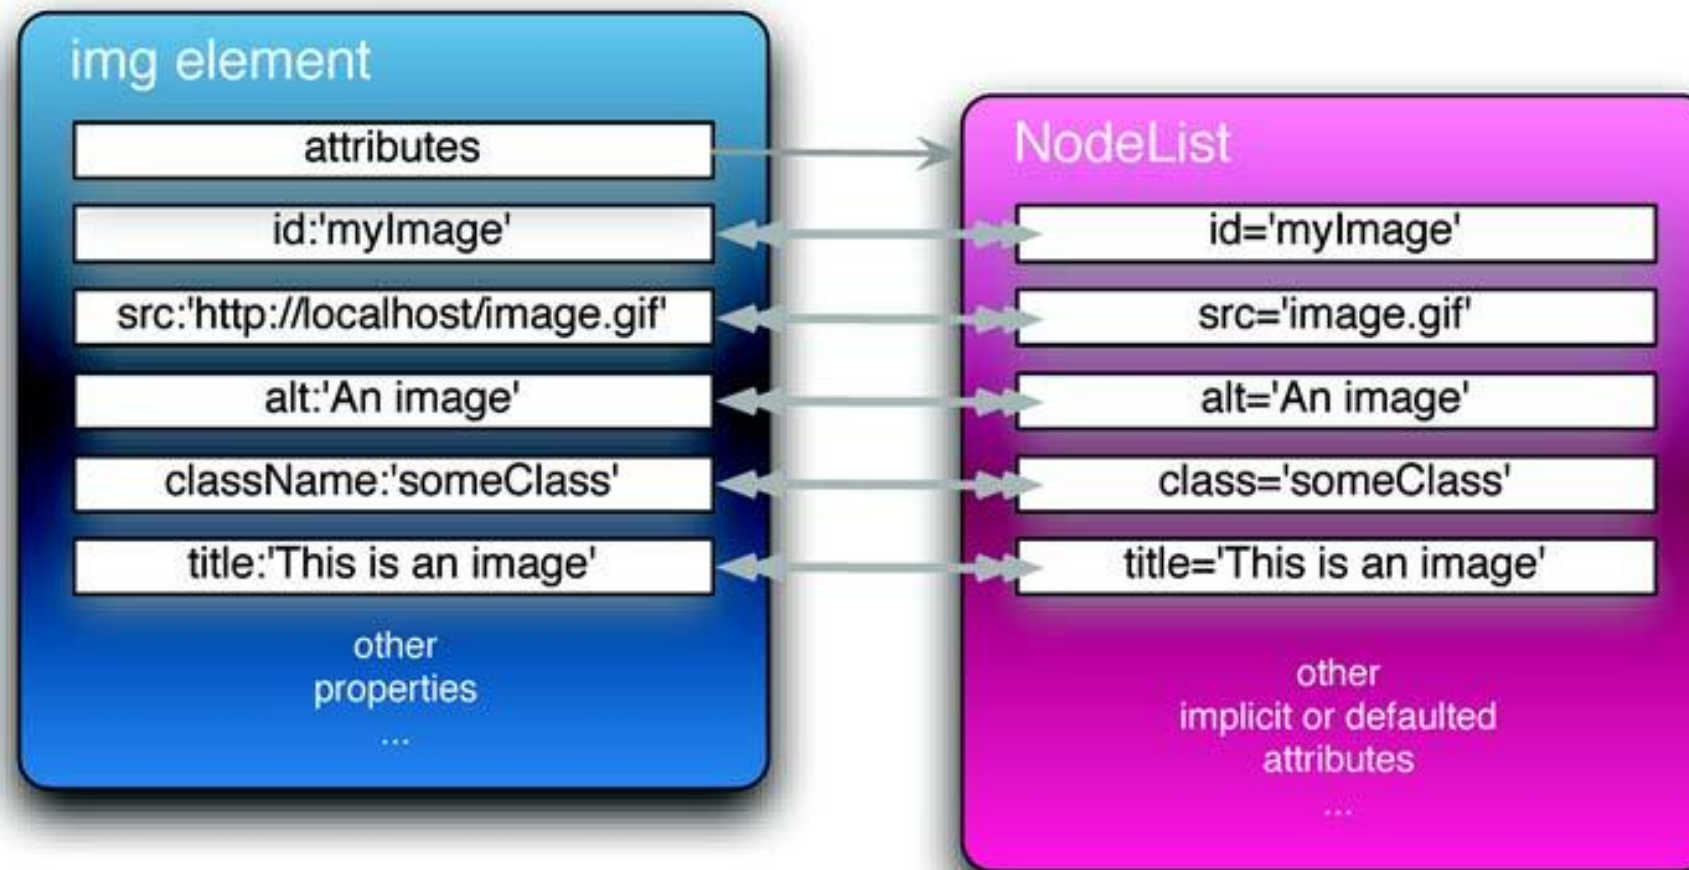 img element
attributes
id:'myImage'
src:'http://localhost/image.gif'
alt:'An image'
className:'someClass'
title:'This is an image'
other
properties
...
NodeList
id='myImage'
src='image.gif'
alt='An image'
class='someClass'
title='This is an image'
other
implicit or defaulted
attributes
...